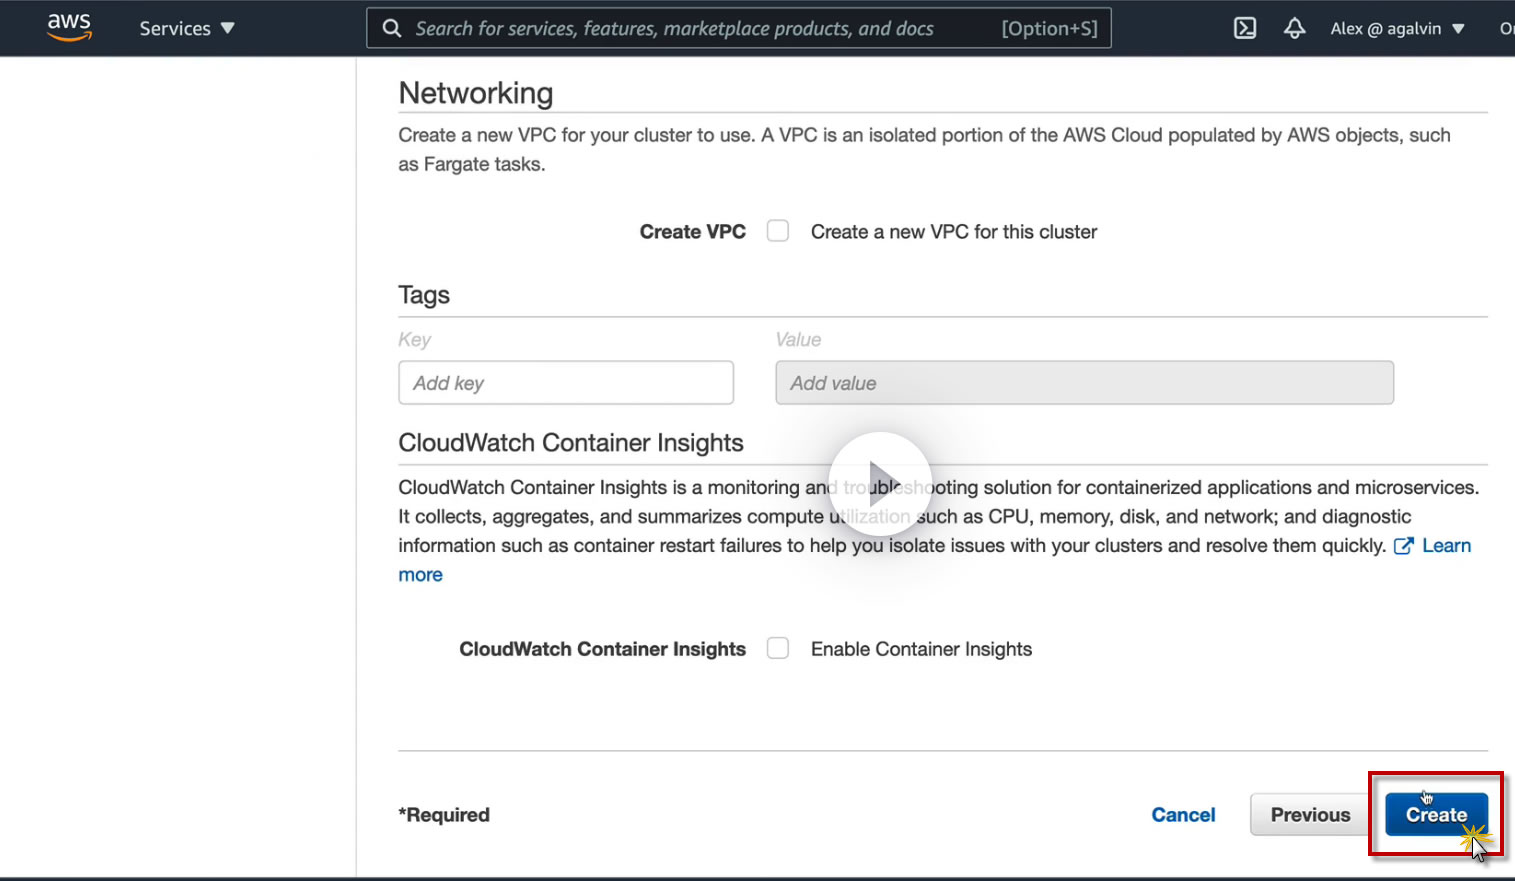 aws
Services
Search for services, features, marketplace products, and docs
[Option+S]
Alex @ agalvin
Networking
Create a new VPC for your cluster to use. A VPC is an isolated portion of the AWS Cloud populated by AWS objects, such
as Fargate tasks.
Create VPC
Create a new VPC for this cluster
Tags
Key
Value
Add key
Add value
CloudWatch Container Insights
CloudWatch Container Insights is a monitoring and troubleshooting solution for containerized applications and microservices.
It collects, aggregates, and summarizes compute utilization such as CPU, memory, disk, and network; and diagnostic
information such as container restart failures to help you isolate issues with your clusters and resolve them quickly. Learn
more
CloudWatch Container Insights
Enable Container Insights
*Required
Cancel
Previous
Create